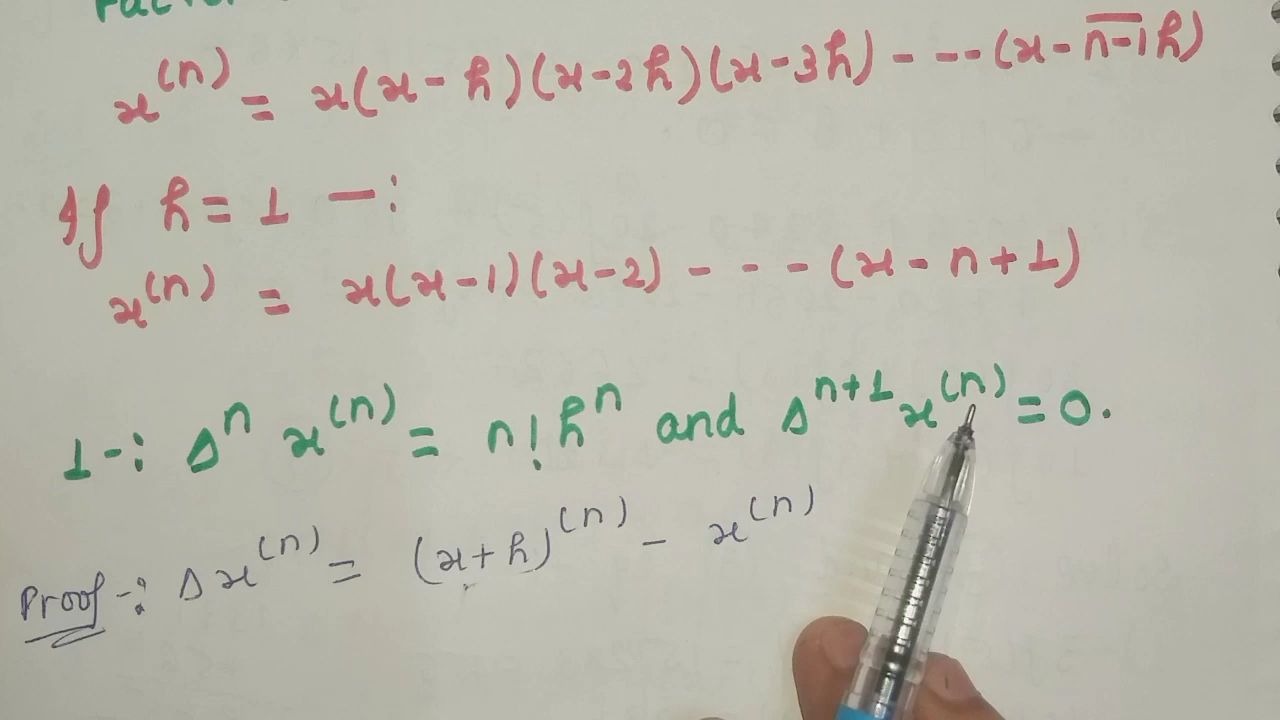 x^(n) = x(x-h)(x-2h)(x-3h) - - - - (x - \overline{n-1}h)
If h = 1 -:
x^(n) = x(x-1)(x-2) - - - - (x - n + 1)
1 -: Δ^n x^(n) = n! h^n and Δ^{n+1} x^(n) = 0.
Proof -: Δx^(n) = (x+h)^(n) - x^(n)